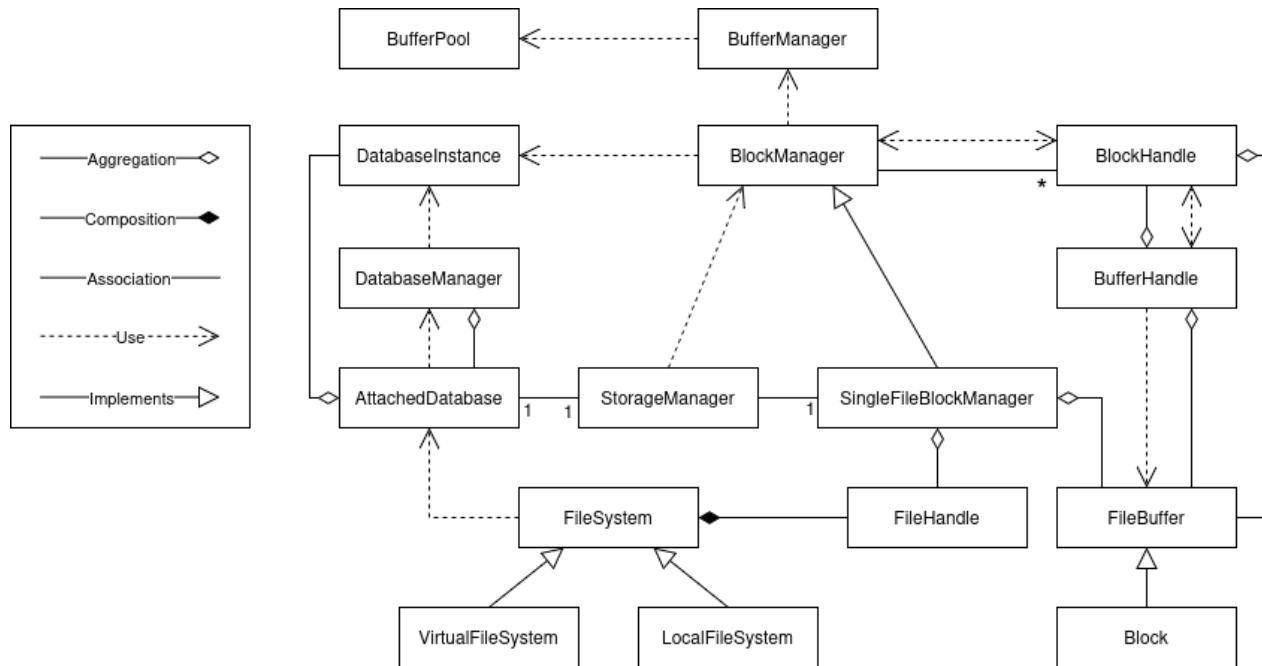 BufferPool
BufferManager
Aggregation
Composition
Association
Use
Implements
DatabaseInstance
BlockManager
BlockHandle
*
DatabaseManager
BufferHandle
AttachedDatabase
1
1
StorageManager
1
SingleFileBlockManager
FileSystem
FileHandle
FileBuffer
VirtualFileSystem
LocalFileSystem
Block